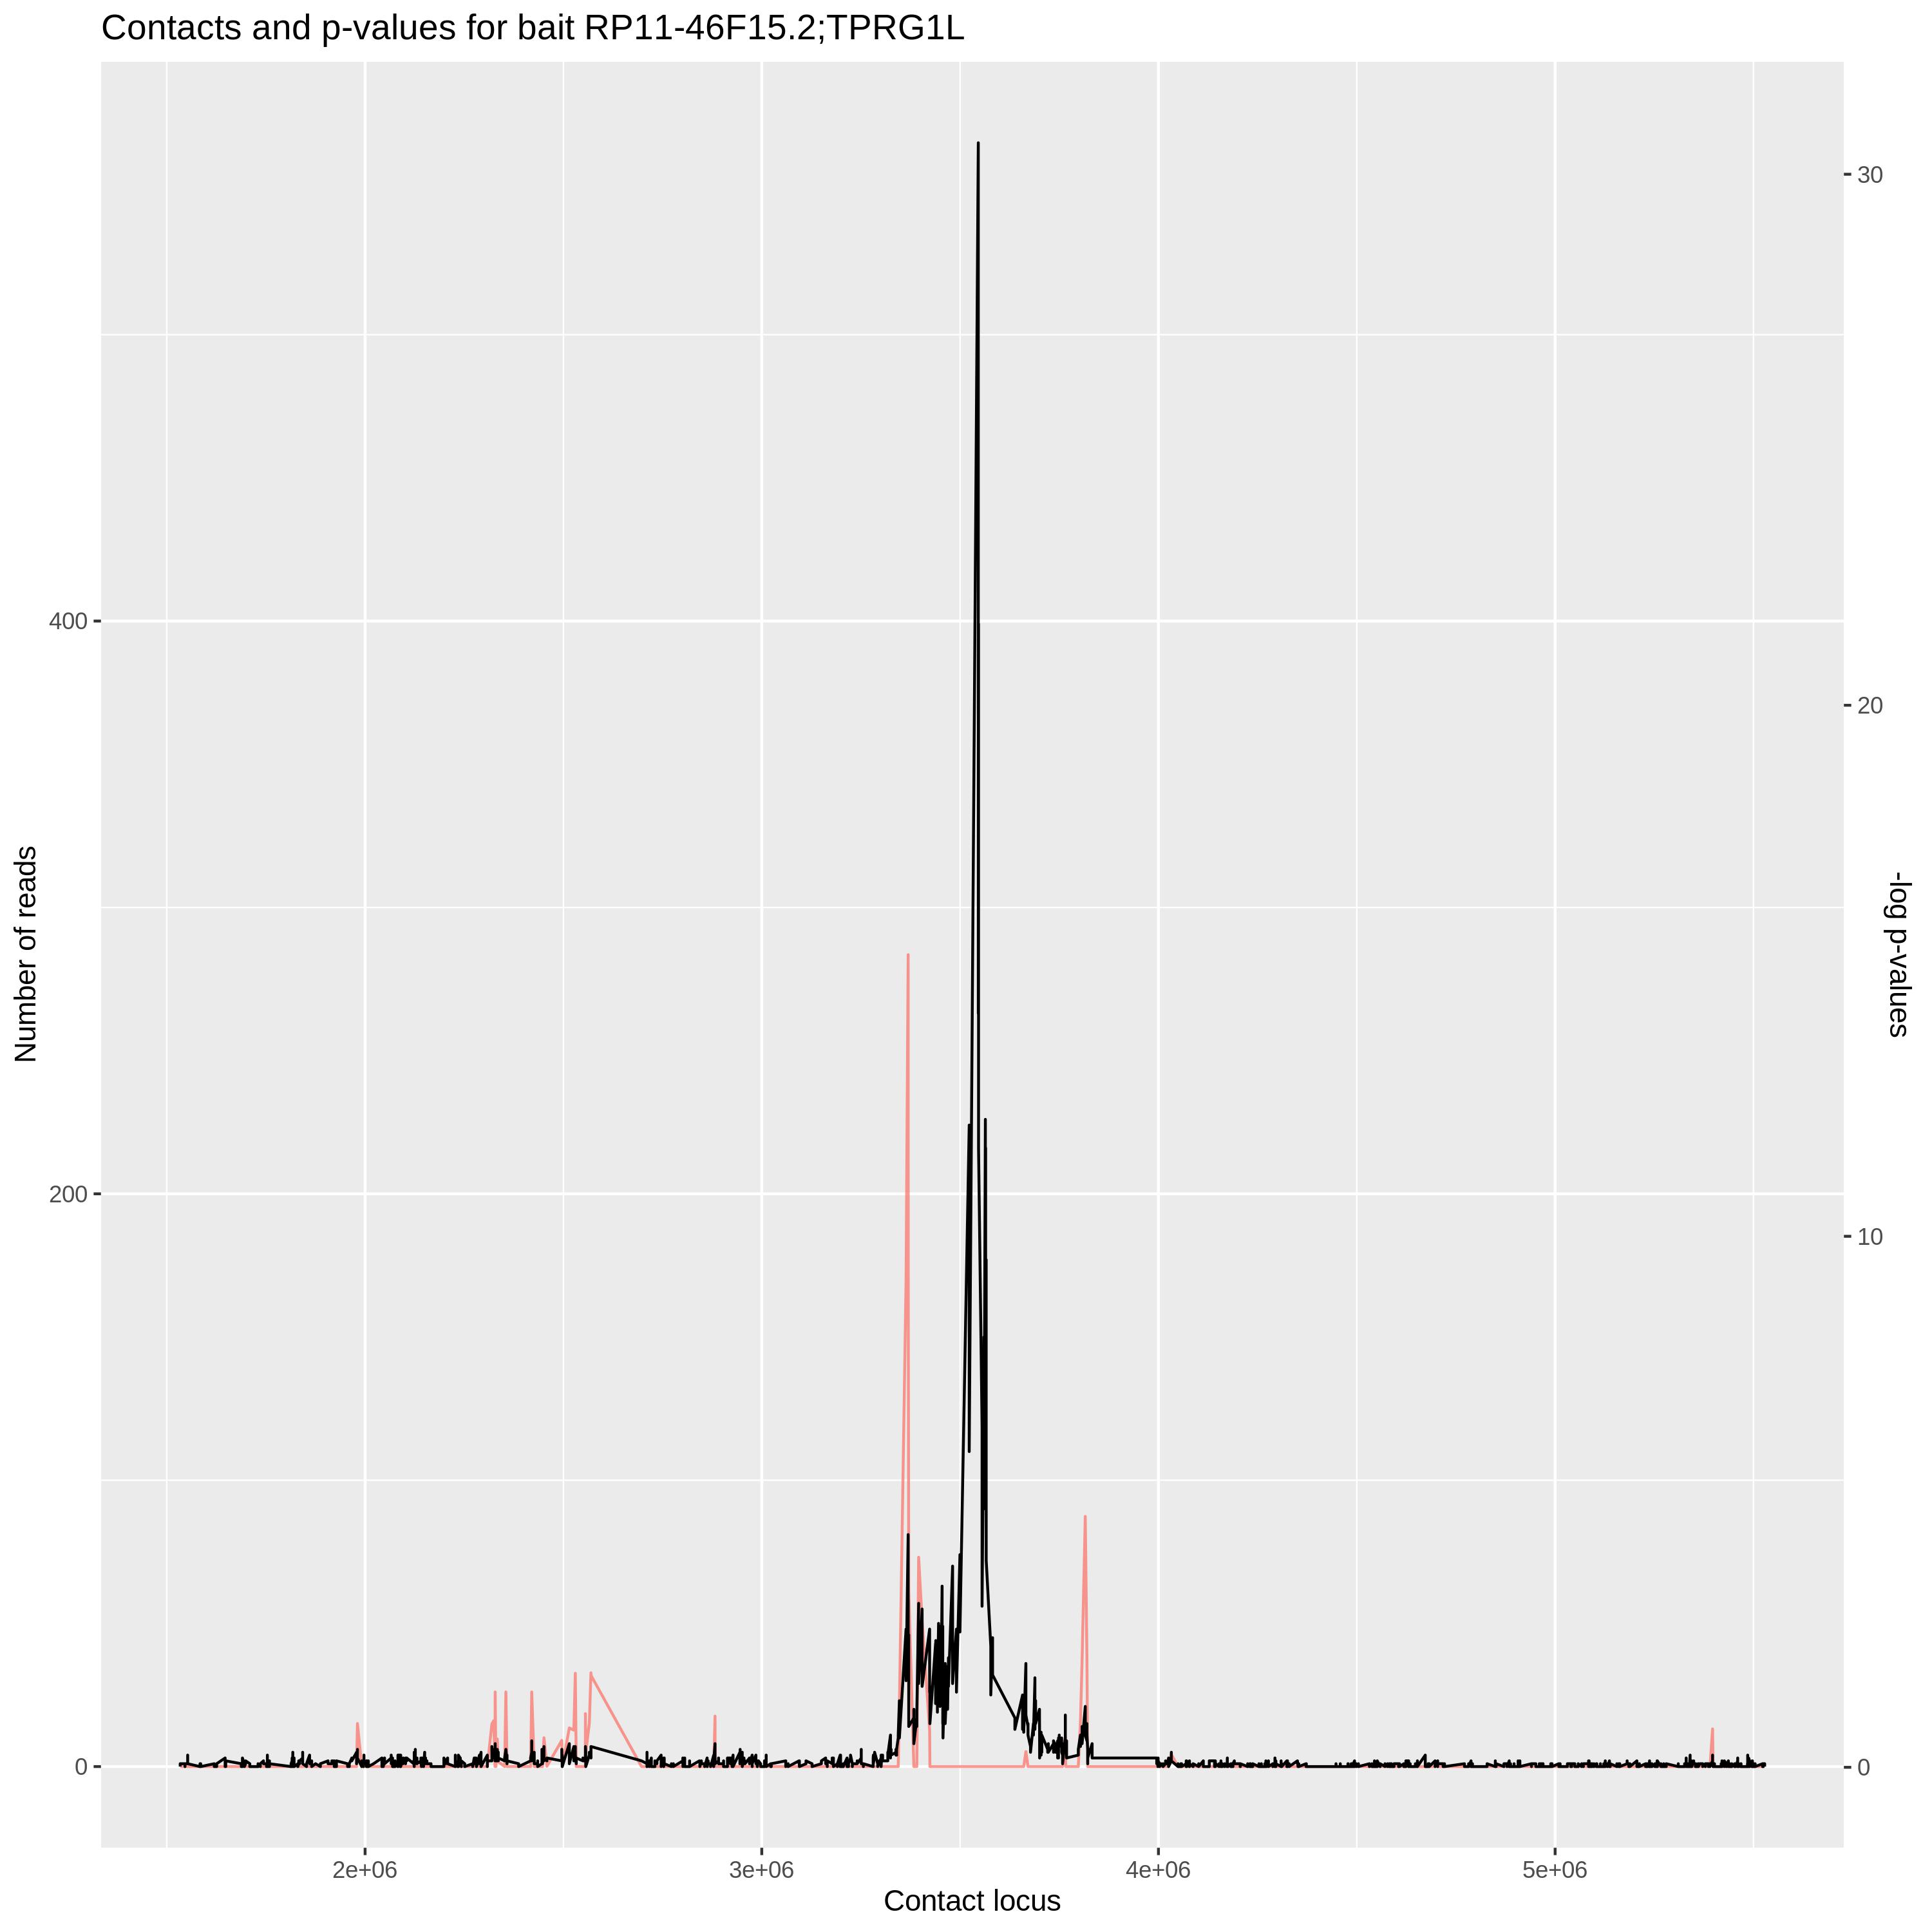 Contacts and p-values for bait RP11-46F15.2;TPRG1L
Number of reads
400
200
0
30
20
10
0
-log p-values
2e+06
3e+06
4e+06
5e+06
Contact locus